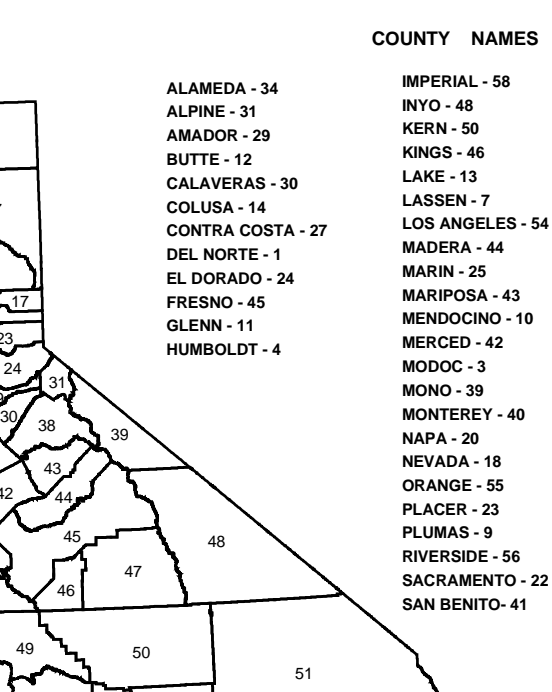 COUNTY NAMES
ALAMEDA - 34
ALPINE - 31
AMADOR - 29
BUTTE - 12
CALAVERAS - 30
COLUSA - 14
CONTRA COSTA - 27
DEL NORTE - 1
EL DORADO - 24
FRESNO - 45
GLENN - 11
HUMBOLDT - 4
IMPERIAL - 58
INYO - 48
KERN - 50
KINGS - 46
LAKE - 13
LASSEN - 7
LOS ANGELES - 54
MADERA - 44
MARIN - 25
MARIPOSA - 43
MENDOCINO - 10
MERCED - 42
MODOC - 3
MONO - 39
MONTEREY - 40
NAPA - 20
NEVADA - 18
ORANGE - 55
PLACER - 23
PLUMAS - 9
RIVERSIDE - 56
SACRAMENTO - 22
SAN BENITO- 41
17
23
24
31
30
38
39
43
42
44
45
48
47
46
49
50
51